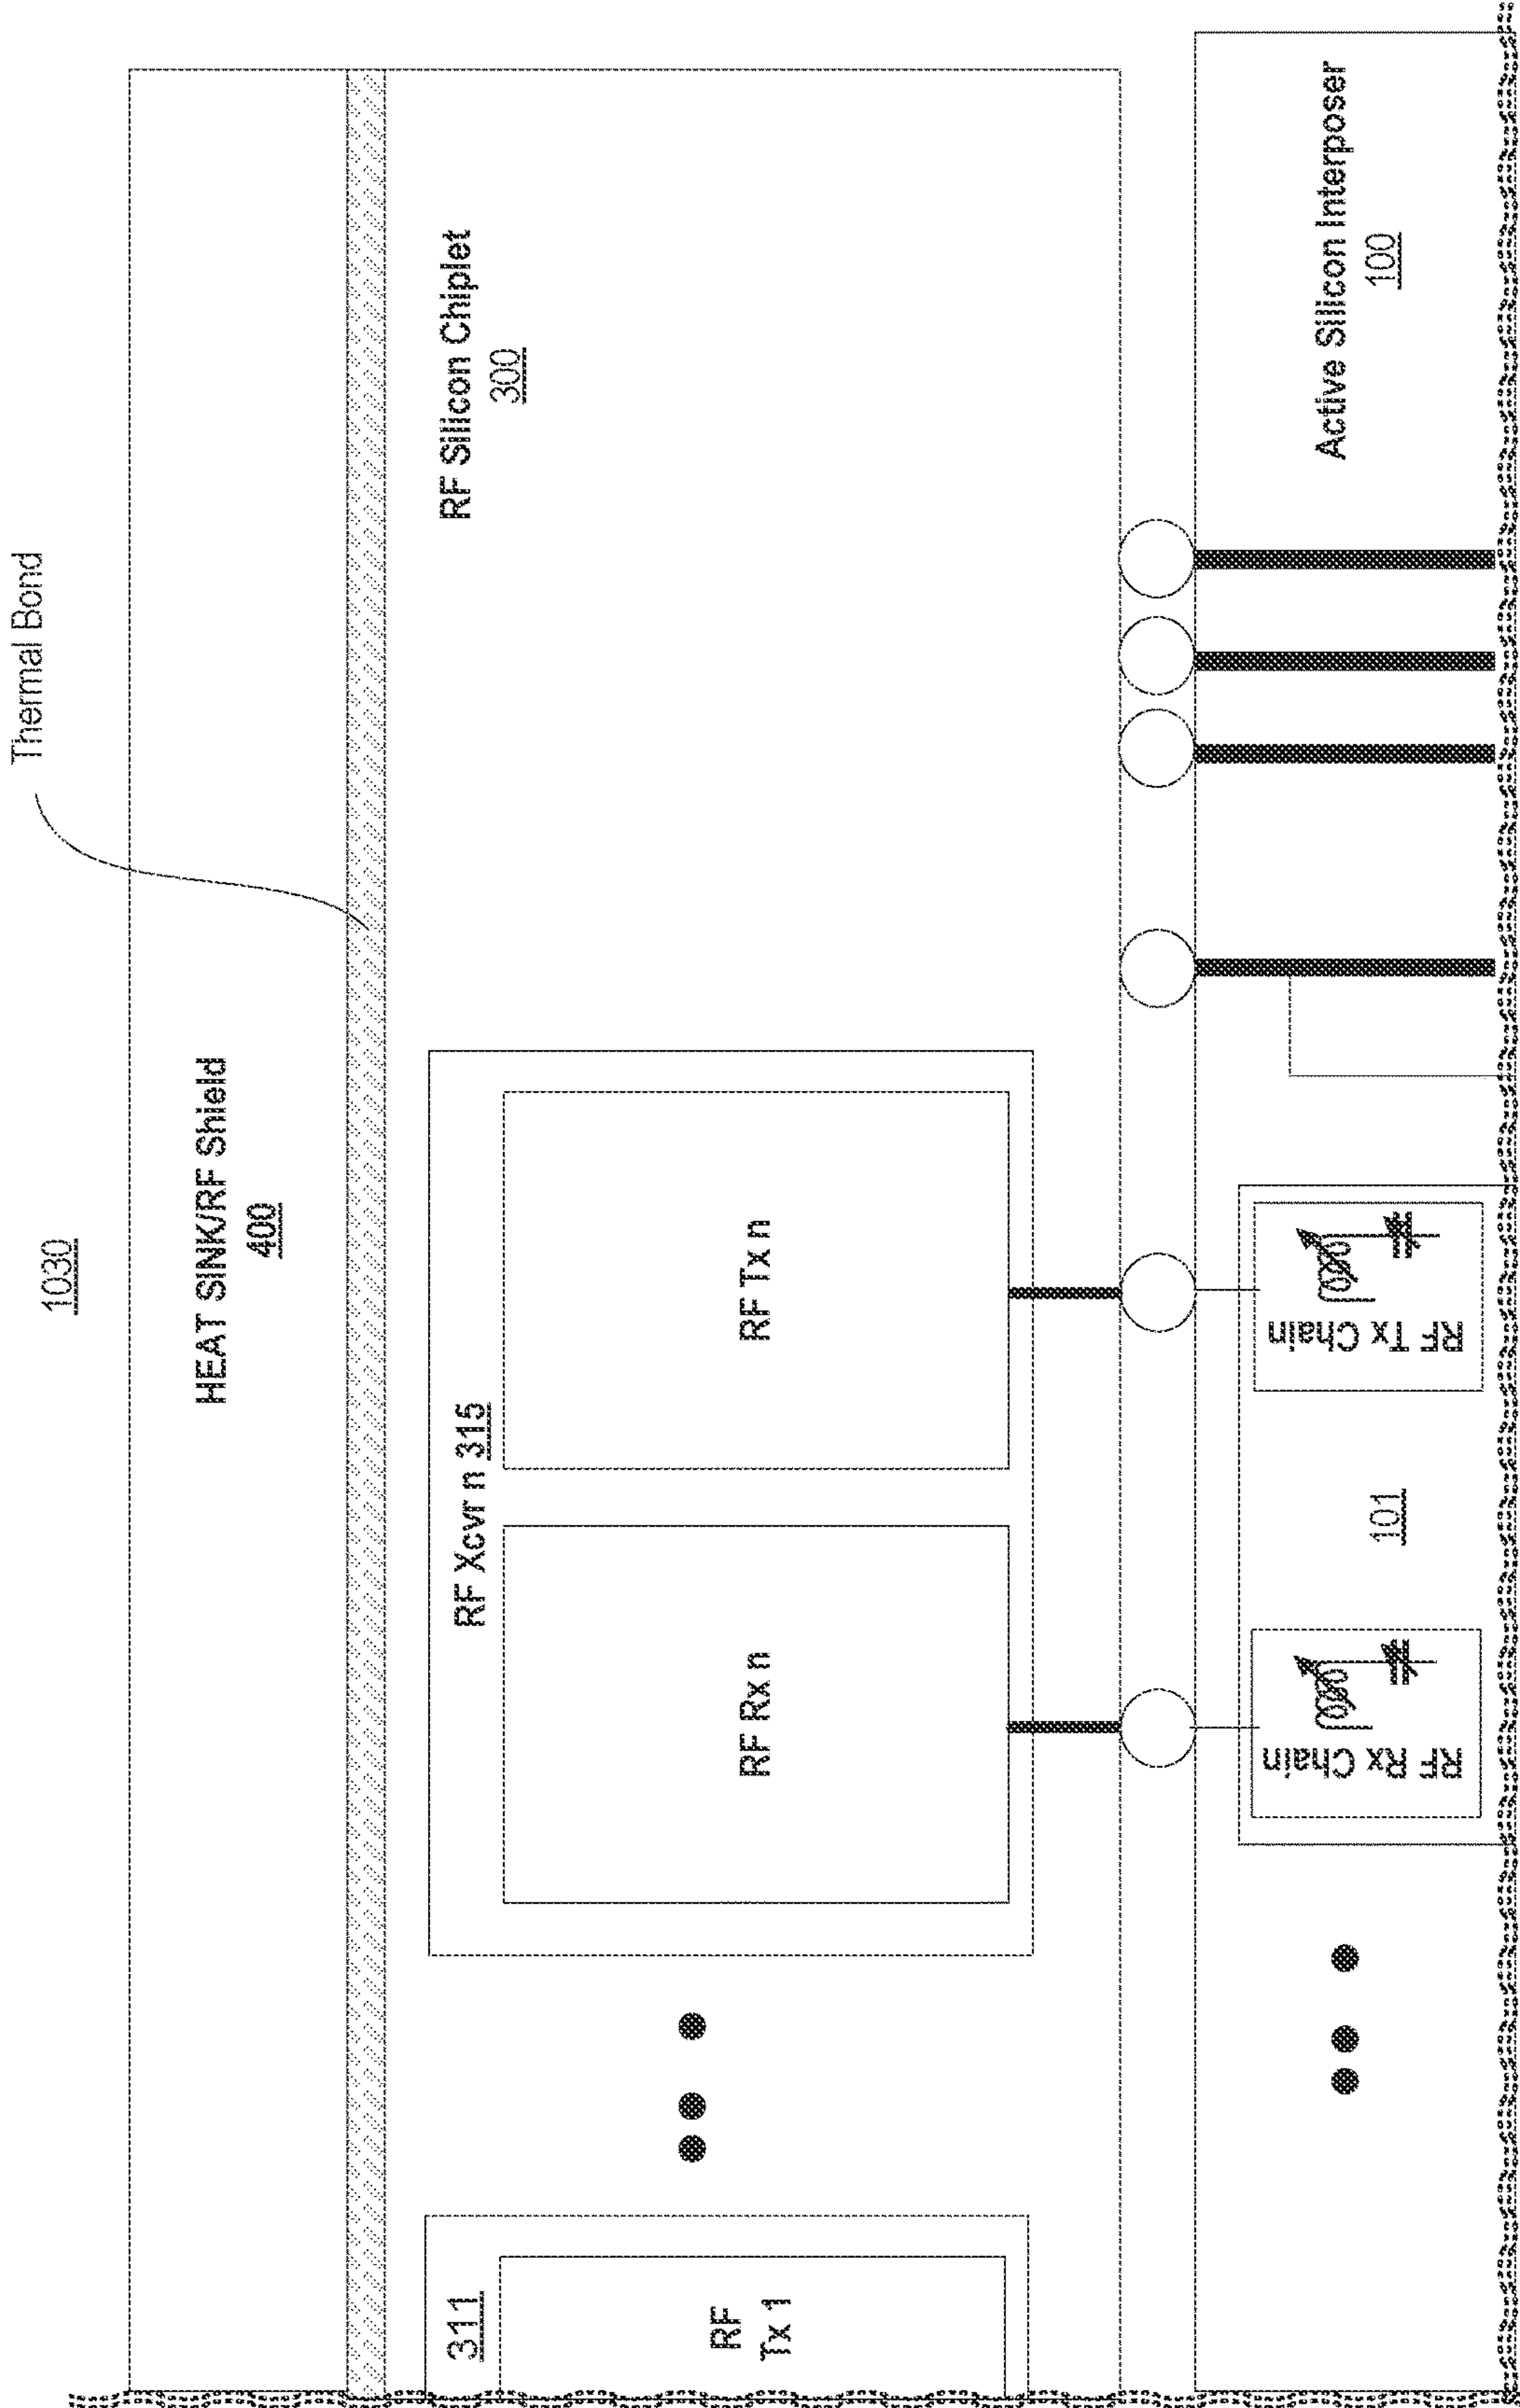 1030
Thermal Bond
HEAT SINK/RF Shield
400
RF Silicon Chiplet
300
311
RF
Tx 1
RF Xcvr n 315
RF Rx n
RF Tx n
RF Rx Chain
101
RF Tx Chain
Active Silicon Interposer
100